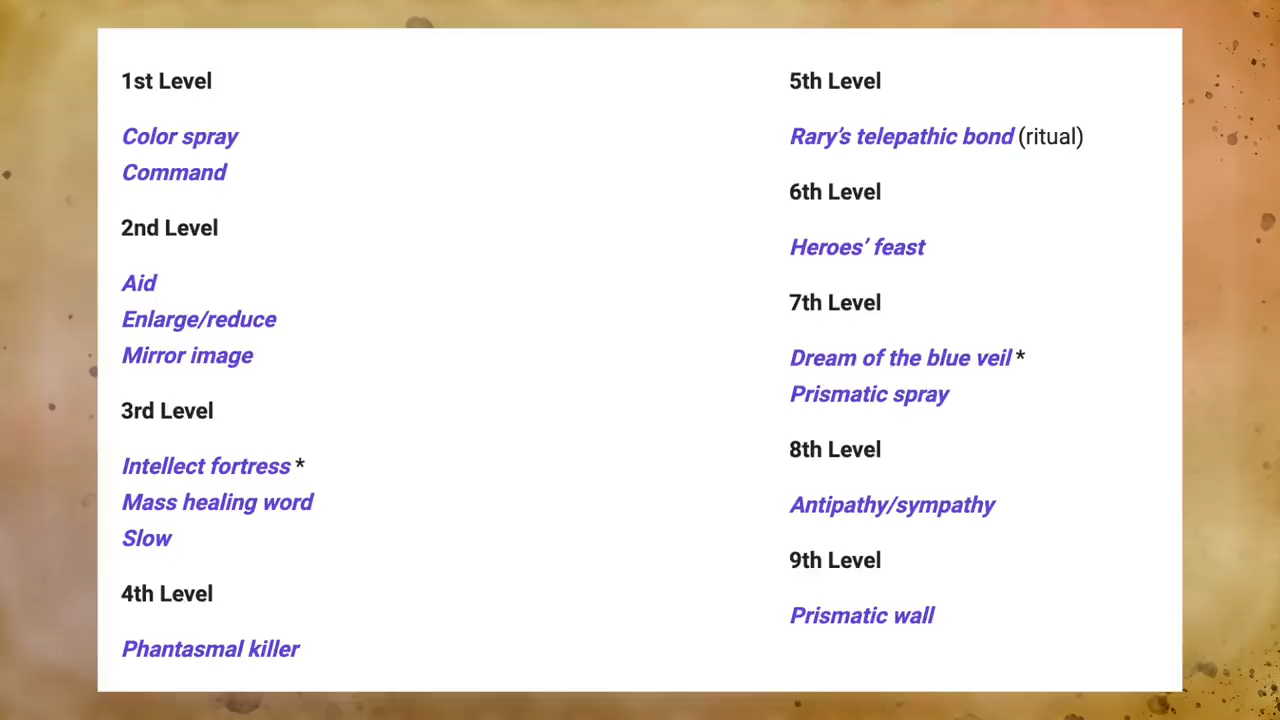 1st Level
Color spray
Command
2nd Level
Aid
Enlarge/reduce
Mirror image
3rd Level
Intellect fortress *
Mass healing word
Slow
4th Level
Phantasmal killer
5th Level
Rary’s telepathic bond (ritual)
6th Level
Heroes’ feast
7th Level
Dream of the blue veil *
Prismatic spray
8th Level
Antipathy/sympathy
9th Level
Prismatic wall